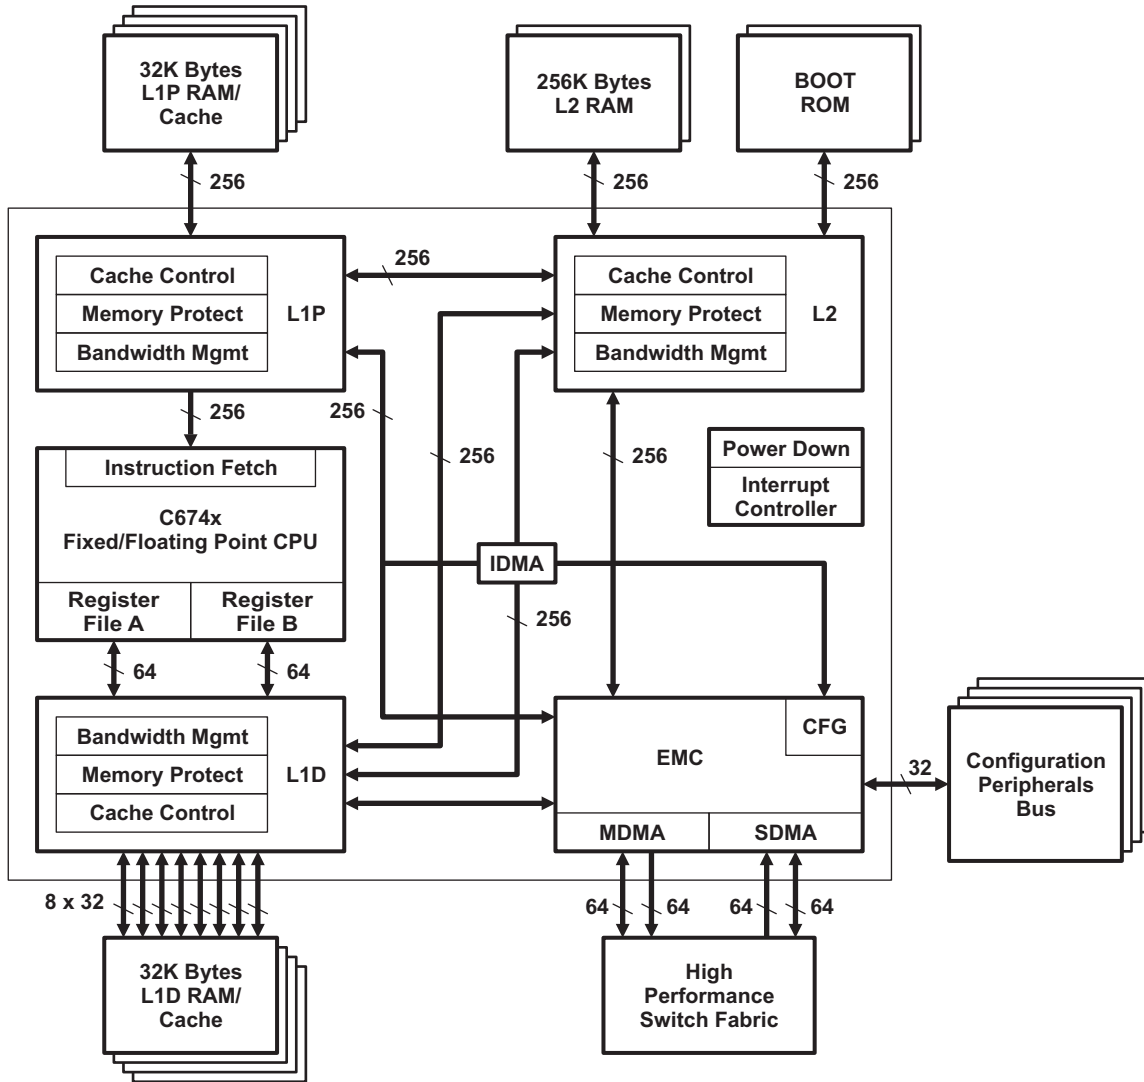 32K Bytes
L1P RAM/
Cache
256K Bytes
L2 RAM
BOOT
ROM
256
256
256
Cache Control
Memory Protect
Bandwidth Mgmt
L1P
256
Cache Control
Memory Protect
Bandwidth Mgmt
L2
256
256
256
256
Instruction Fetch
C674x
Fixed/Floating Point CPU
Register
File A
Register
File B
Power Down
Interrupt
Controller
IDMA
256
64
64
Bandwidth Mgmt
Memory Protect
Cache Control
L1D
EMC
CFG
MDMA
SDMA
32
Configuration
Peripherals
Bus
8 x 32
64
64
64
64
32K Bytes
L1D RAM/
Cache
High
Performance
Switch Fabric